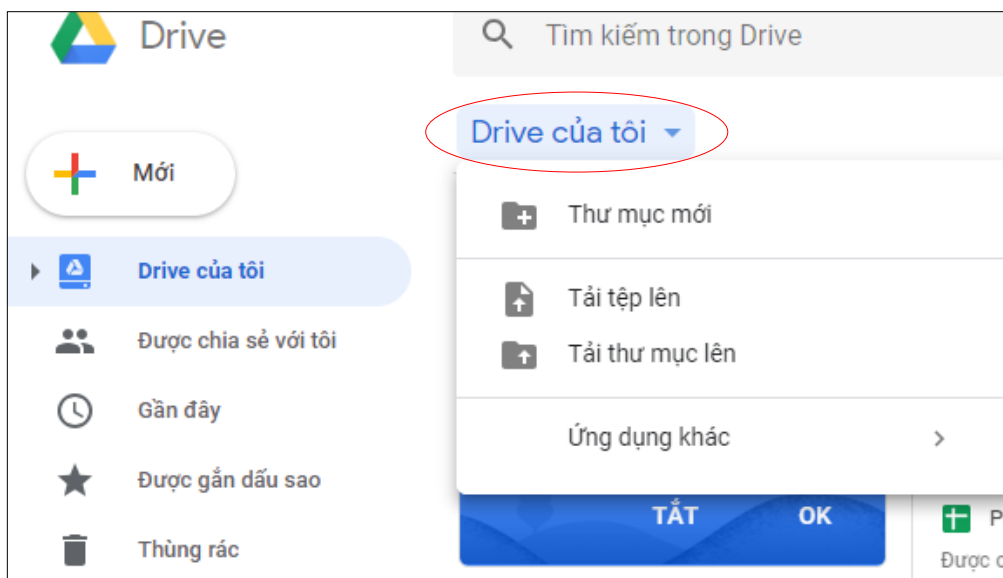 Drive
Tìm kiếm trong Drive
Drive của tôi
Mới
Thư mục mới
Drive của tôi
Tải tệp lên
Được chia sẻ với tôi
Tải thư mục lên
Gần đây
Ứng dụng khác
Được gắn dấu sao
TẮT OK
P
Thùng rác
Được c